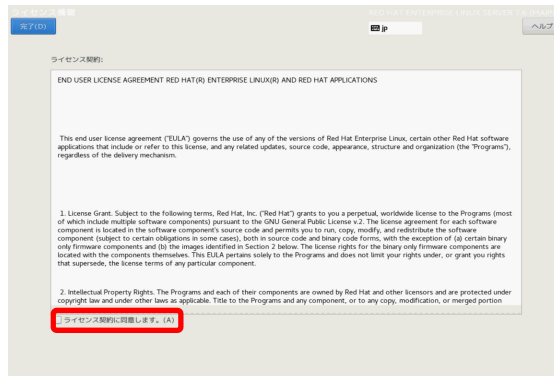 ライセンス情報
RED HAT ENTERPRISE LINUX SERVER 7.6
完了(D)
jp
ヘルプ
ライセンス契約:
END USER LICENSE AGREEMENT RED HAT(R) ENTERPRISE LINUX(R) AND RED HAT APPLICATIONS
This end user license agreement ("EULA") governs the use of any of the versions of Red Hat Enterprise Linux, certain other Red Hat software
applications that include or refer to this license, and any related updates, source code, appearance, structure and organization (the "Programs"),
regardless of the delivery mechanism.
1. License Grant. Subject to the following terms, Red Hat, Inc. ("Red Hat") grants to you a perpetual, worldwide license to the Programs (most
of which include multiple software components) pursuant to the GNU General Public License v.2. The license agreement for each software
component is located in the software component's source code and permits you to run, copy, modify, and redistribute the software
component (subject to certain obligations in some cases), both in source code and binary code forms, with the exception of (a) certain binary
only firmware components and (b) the images identified in Section 2 below. The license rights for the binary only firmware components are
located with the components themselves. This EULA pertains solely to the Programs and does not limit your rights under, or grant you rights
that supersede, the license terms of any particular component.
2. Intellectual Property Rights. The Programs and each of their components are owned by Red Hat and other licensors and are protected under
copyright law and under other laws as applicable. Title to the Programs and any component, or to any copy, modification, or merged portion
ライセンス契約に同意します。(A)